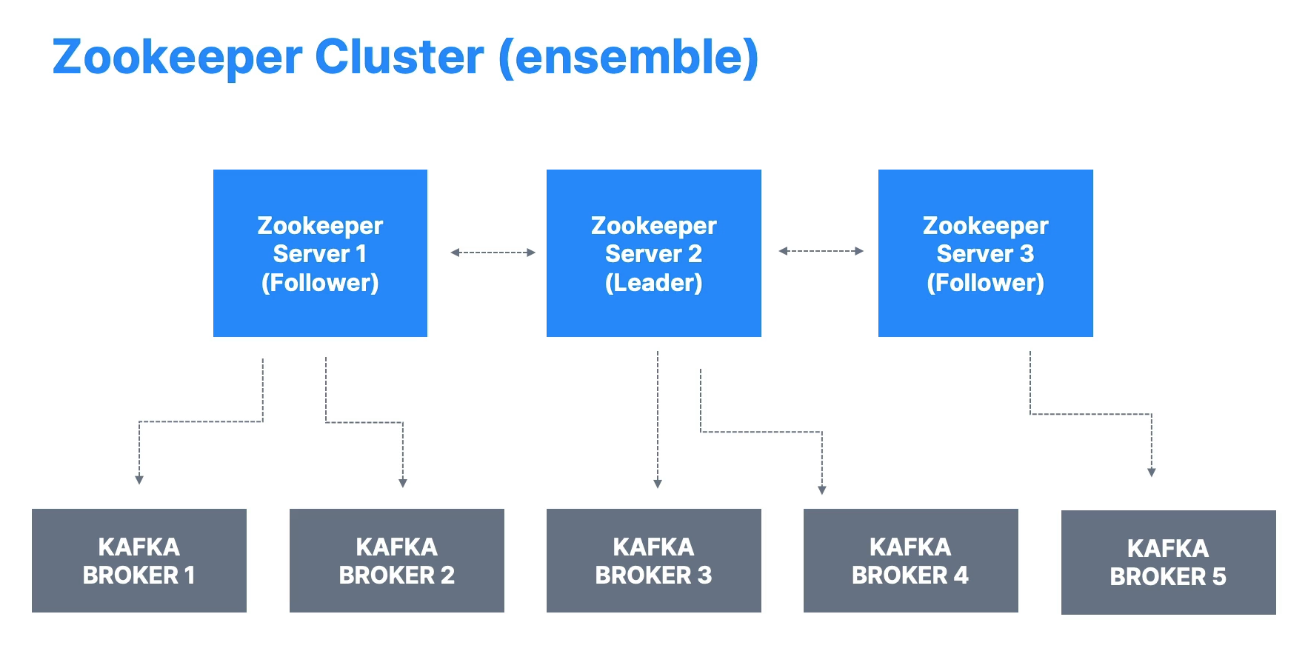 Zookeeper Cluster (ensemble)
Zookeeper
Server 1
(Follower)
Zookeeper
Server 2
(Leader)
Zookeeper
Server 3
(Follower)
KAFKA
BROKER 1
KAFKA
BROKER 2
KAFKA
BROKER 3
KAFKA
BROKER 4
KAFKA
BROKER 5